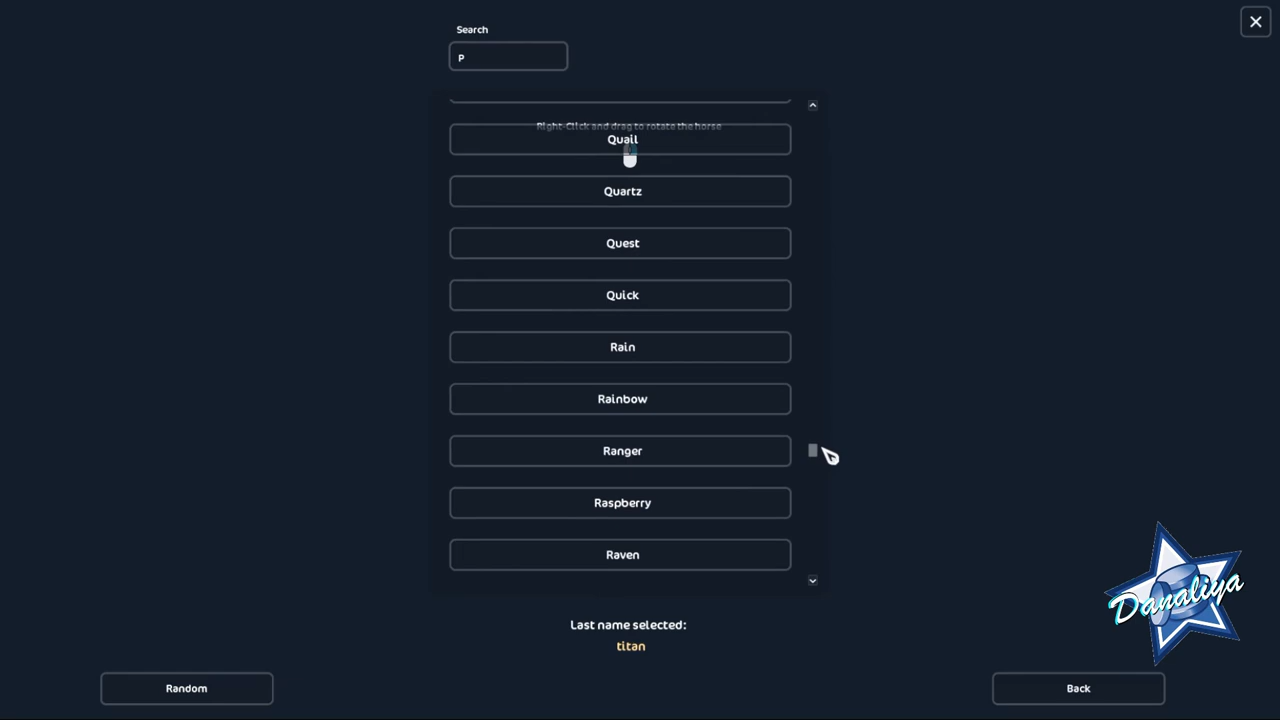 Search
P
Right-Click and drag to rotate the horse
Quail
Quartz
Quest
Quick
Rain
Rainbow
Ranger
Raspberry
Raven
Last name selected:
titan
Random
Back
Danaliya